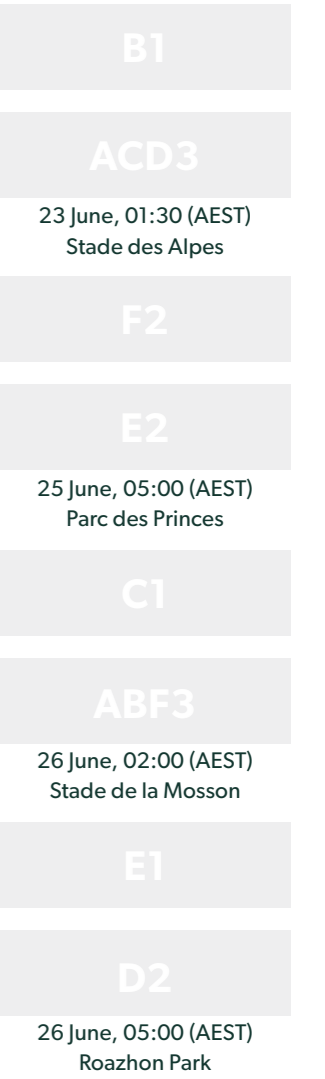 B1
ACD3
23 June, 01:30 (AEST)
Stade des Alpes
F2
E2
25 June, 05:00 (AEST)
Parc des Princes
C1
ABF3
26 June, 02:00 (AEST)
Stade de la Mosson
E1
D2
26 June, 05:00 (AEST)
Roazhon Park